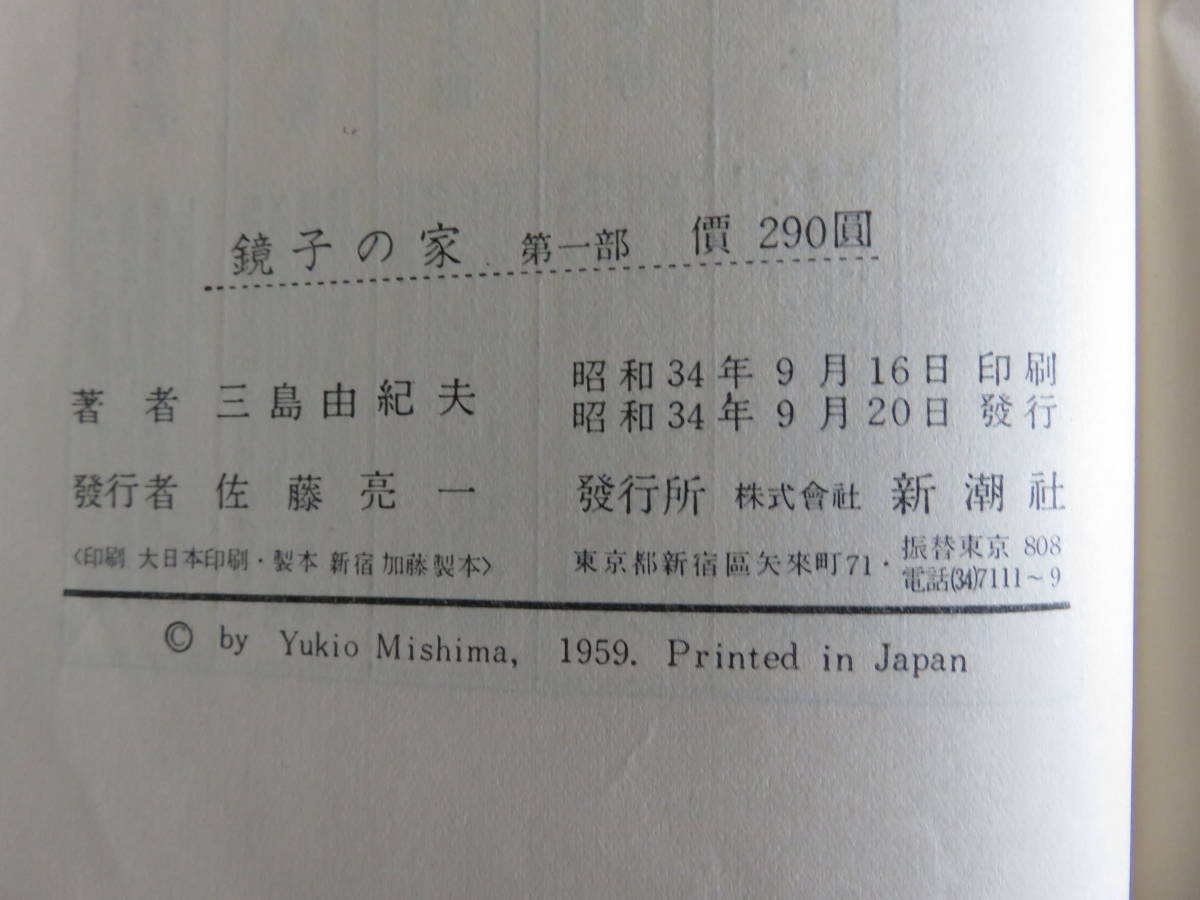 鏡子の家 第一部 價 290圓
著者 三島由紀夫
昭和34年9月16日 印刷
昭和34年9月20日 發行
發行者 佐藤亮一
發行所 株式會社 新潮社
<印刷 大日本印刷・製本 新宿加藤製本>
東京都新宿區矢來町71・
振替東京 808
電話(34)7111~9
© by Yukio Mishima, 1959. Printed in Japan